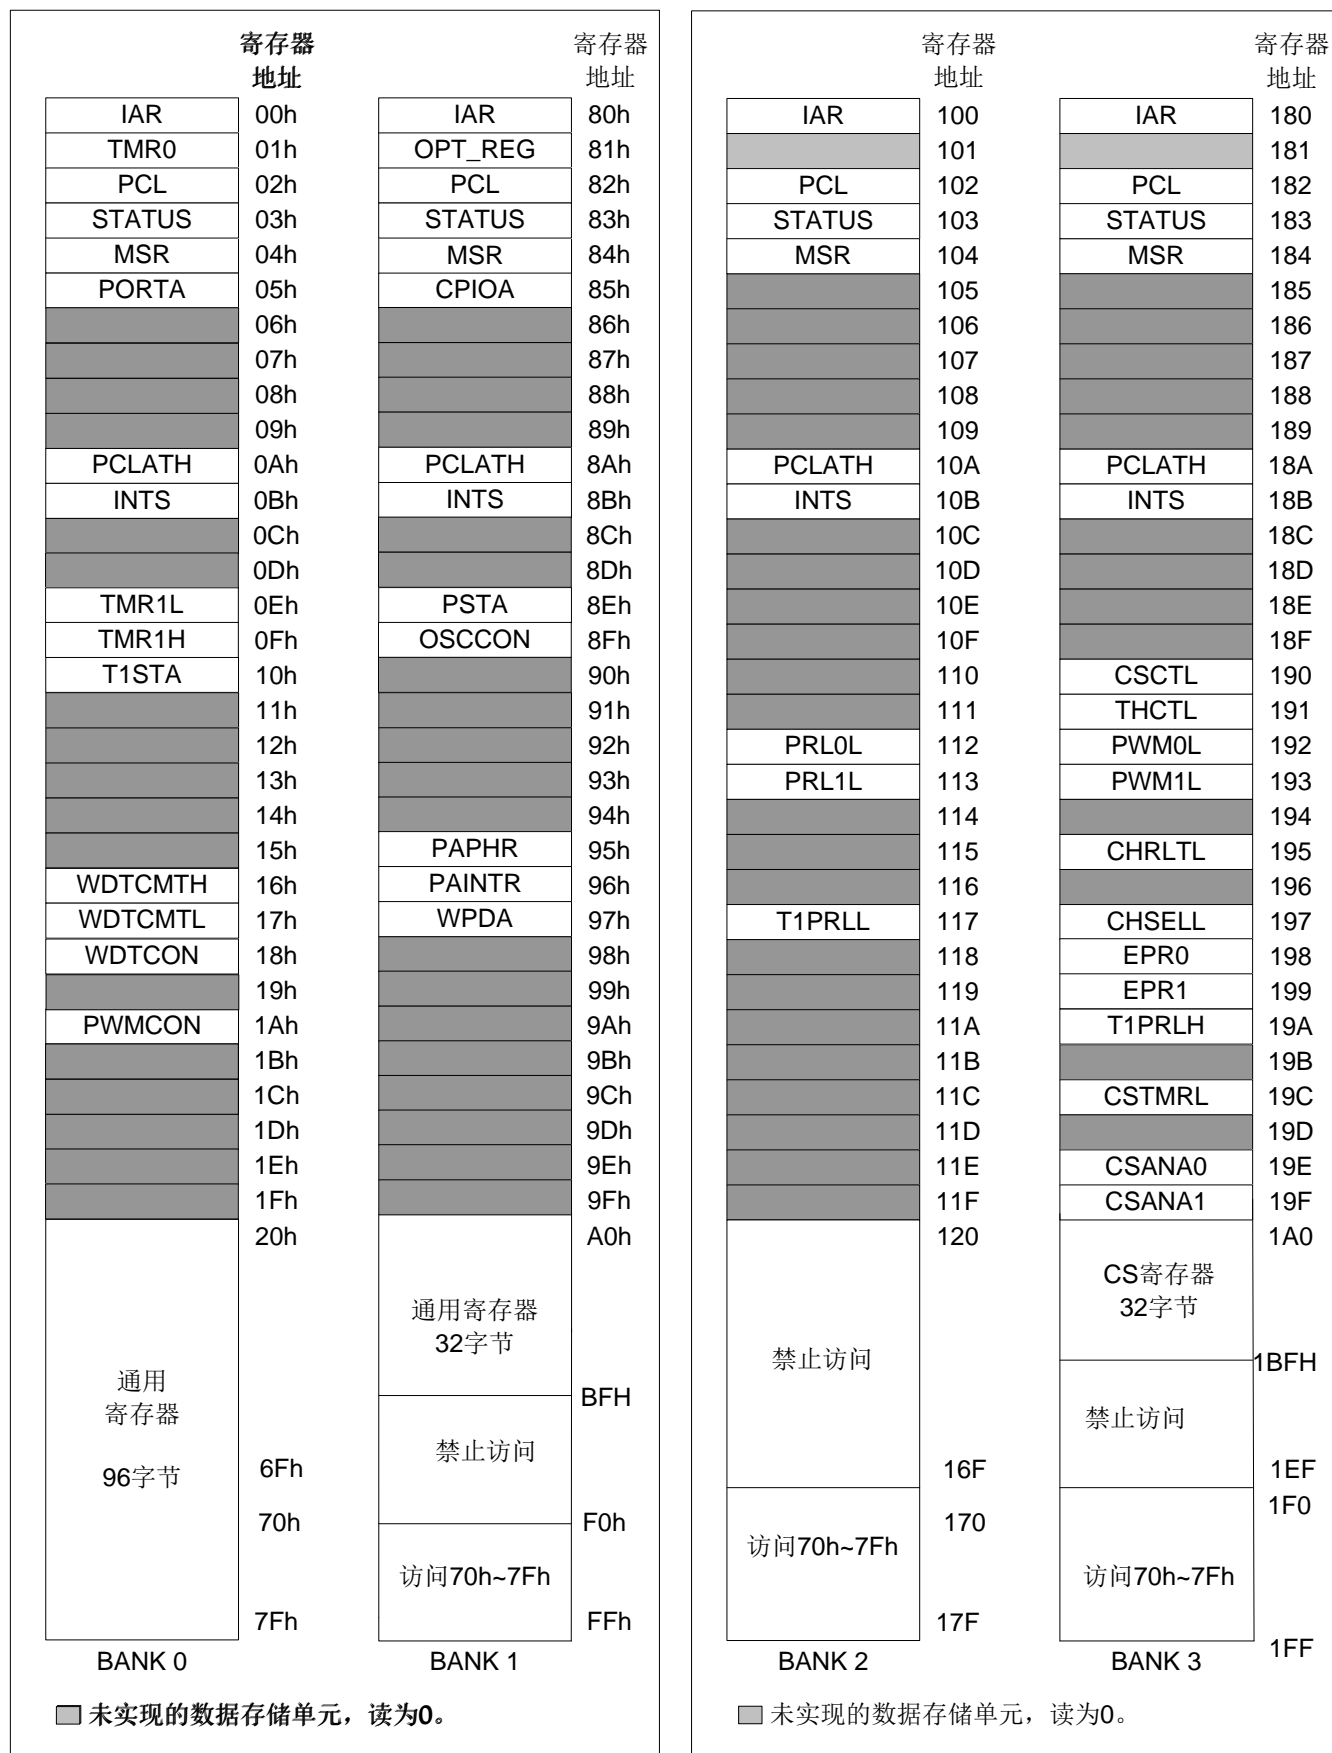 寄存器 寄存器
地址 地址
IAR 00h IAR 80h
TMR0 01h OPT_REG 81h
PCL 02h PCL 82h
STATUS 03h STATUS 83h
MSR 04h MSR 84h
PORTA 05h CPIOA 85h
06h 86h
07h 87h
08h 88h
09h 89h
PCLATH 0Ah PCLATH 8Ah
INTS 0Bh INTS 8Bh
0Ch 8Ch
0Dh 8Dh
TMR1L 0Eh PSTA 8Eh
TMR1H 0Fh OSCCON 8Fh
T1STA 10h 90h
11h 91h
12h 92h
13h 93h
14h 94h
15h PAPHR 95h
WDTCMTH 16h PAINTR 96h
WDTCMTL 17h WPDA 97h
WDTCON 18h 98h
19h 99h
PWMCON 1Ah 9Ah
1Bh 9Bh
1Ch 9Ch
1Dh 9Dh
1Eh 9Eh
1Fh 9Fh
20h A0h
通用寄存器
32字节
通用
寄存器 BFH
禁止访问
96字节 6Fh
70h F0h
访问70h~7Fh
7Fh FFh
BANK 0 BANK 1
未实现的数据存储单元，读为0。
寄存器 寄存器
地址 地址
IAR 100 IAR 180
101 181
PCL 102 PCL 182
STATUS 103 STATUS 183
MSR 104 MSR 184
105 185
106 186
107 187
108 188
109 189
PCLATH 10A PCLATH 18A
INTS 10B INTS 18B
10C 18C
10D 18D
10E 18E
10F 18F
110 CSCTL 190
111 THCTL 191
PRL0L 112 PWM0L 192
PRL1L 113 PWM1L 193
114 194
115 CHRLTL 195
116 196
T1PRLL 117 CHSELL 197
118 EPR0 198
119 EPR1 199
11A T1PRLH 19A
11B 19B
11C CSTMRL 19C
11D 19D
11E CSANA0 19E
11F CSANA1 19F
120 1A0
CS寄存器
32字节
禁止访问 1BFH
禁止访问
16F 1EF
170 1F0
访问70h~7Fh 访问70h~7Fh
17F 1FF
BANK 2 BANK 3
未实现的数据存储单元，读为0。